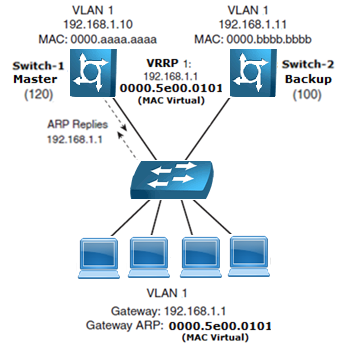 VLAN 1
192.168.1.10
MAC: 0000.aaaa.aaaa
VLAN 1
192.168.1.11
MAC: 0000.bbbb.bbbb
Switch-1
Master
(120)
VRRP 1:
192.168.1.1
0000.5e00.0101
(MAC Virtual)
Switch-2
Backup
(100)
ARP Replies
192.168.1.1
VLAN 1
Gateway: 192.168.1.1
Gateway ARP: 0000.5e00.0101
(MAC Virtual)